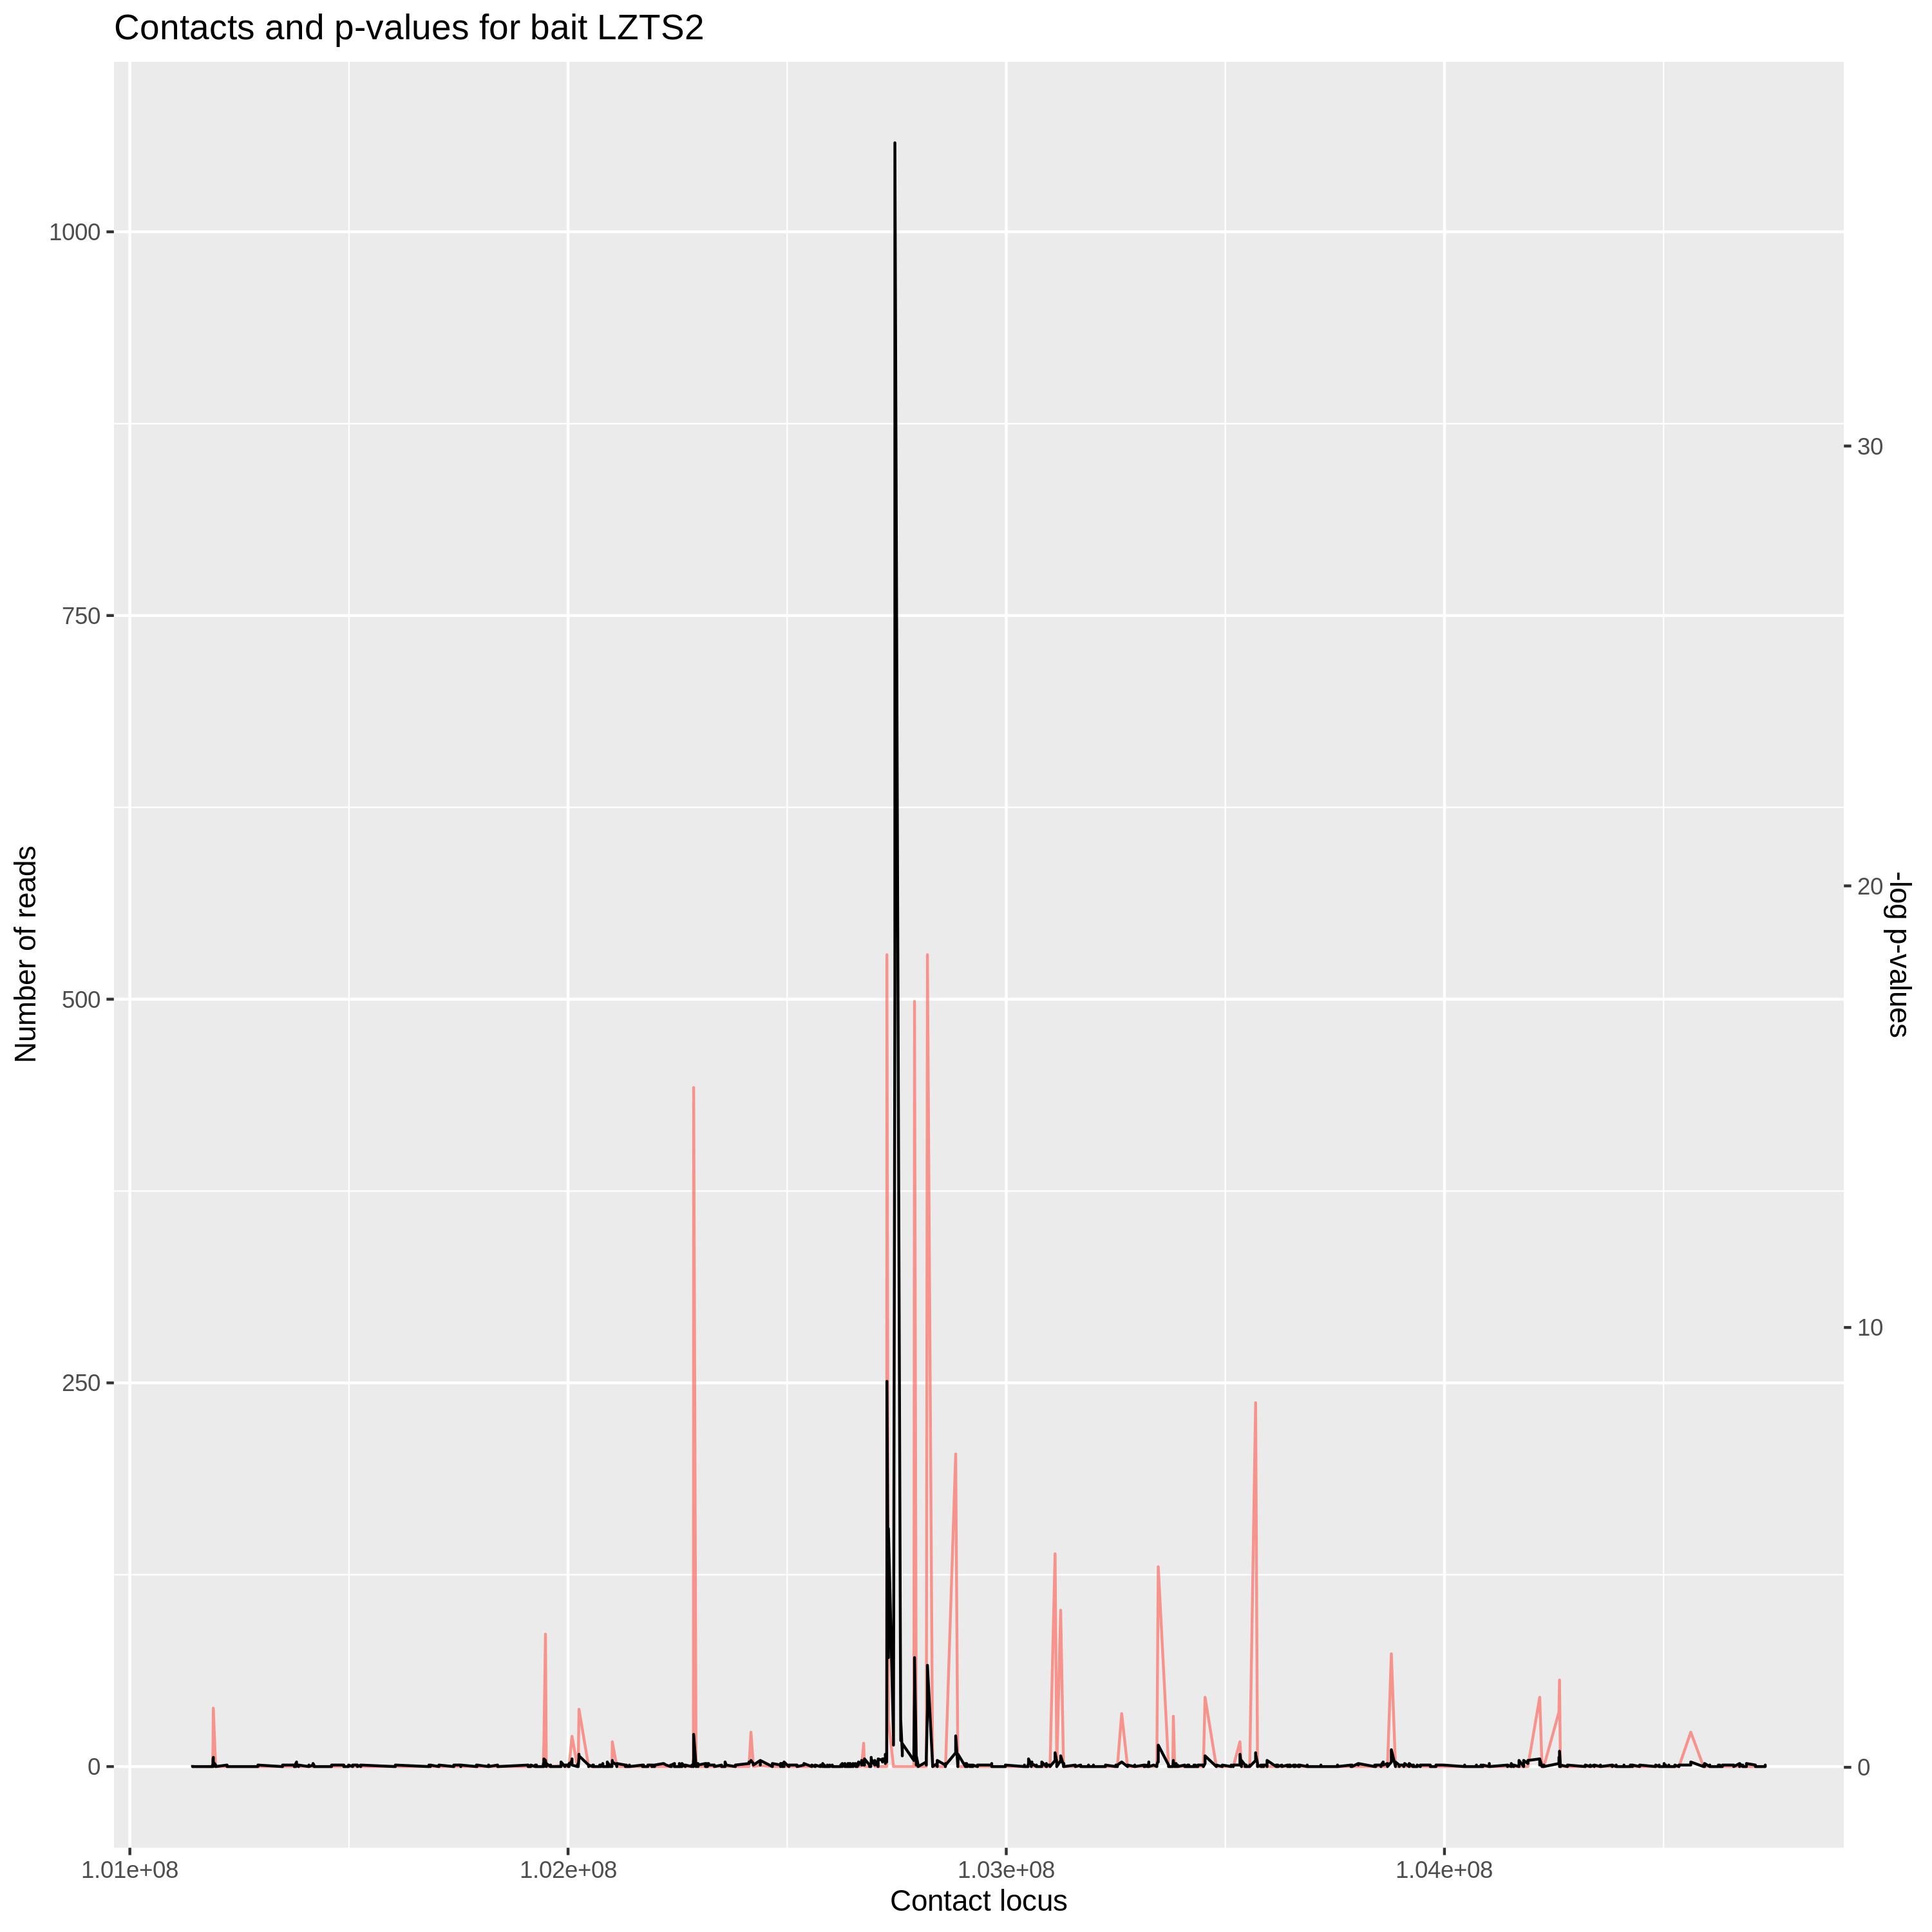 Contacts and p-values for bait LZTS2
1000
750
500
250
0
Number of reads
30
20
10
0
-log p-values
1.01e+08
1.02e+08
1.03e+08
1.04e+08
Contact locus